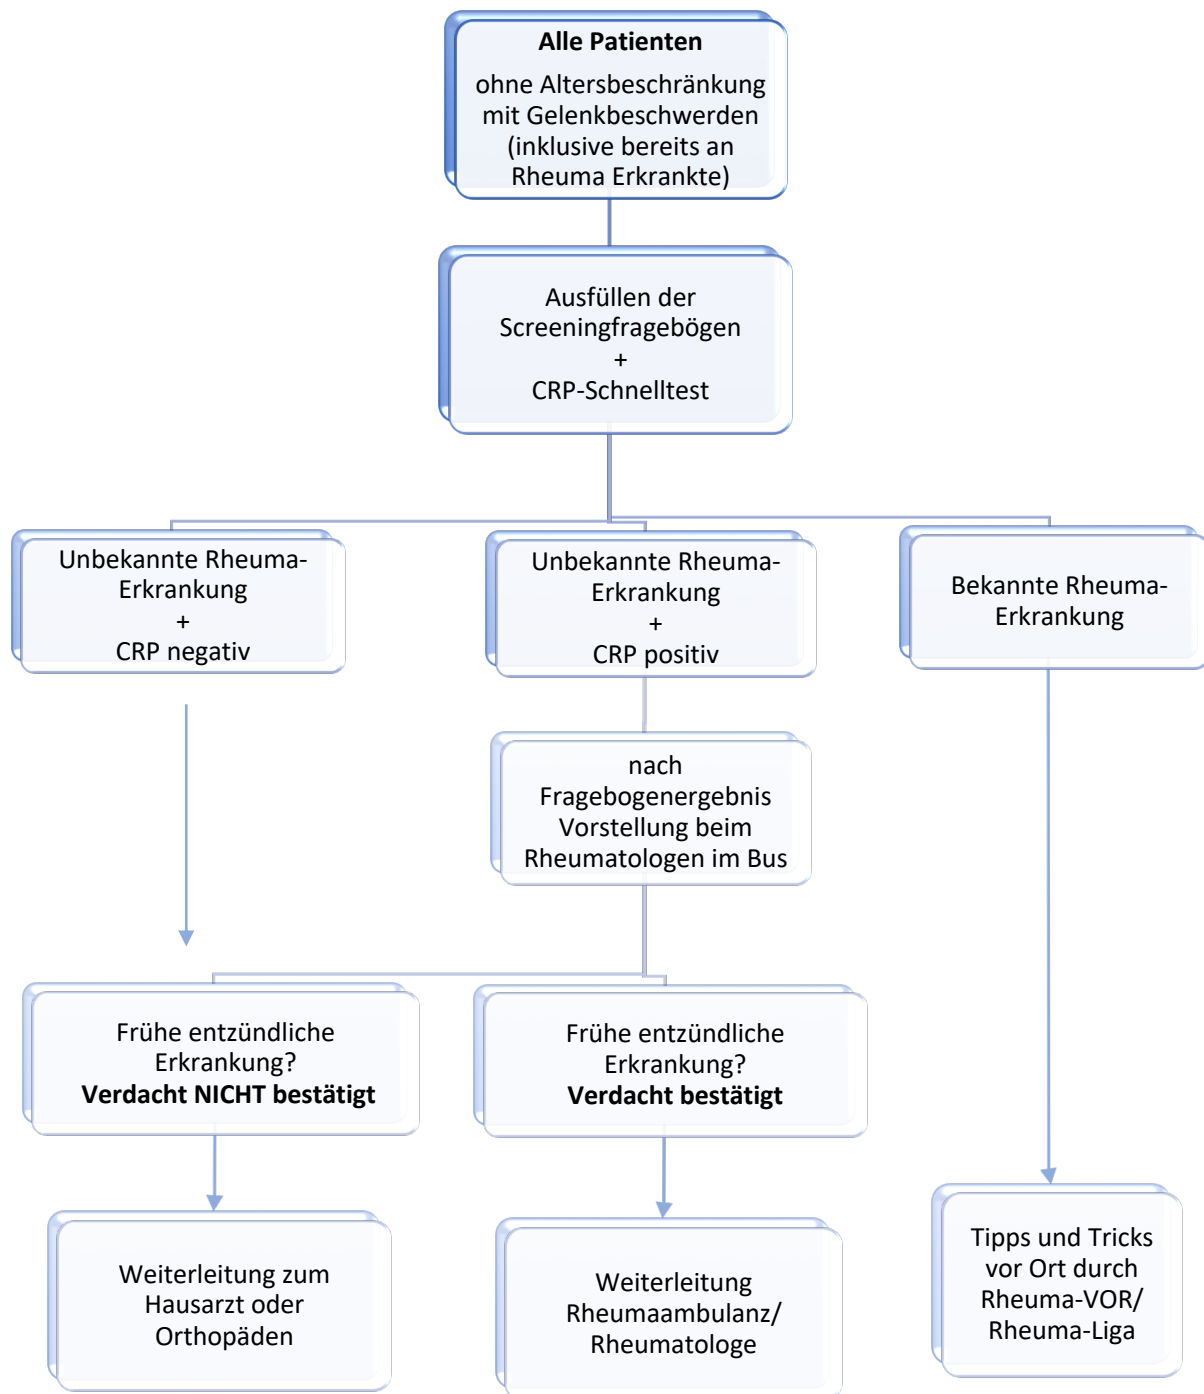 Alle Patienten
ohne Altersbeschränkung
mit Gelenkbeschwerden
(inklusive bereits an
Rheuma Erkrankte)
Ausfüllen der
Screeningfragebögen
+
CRP-Schnelltest
Unbekannte Rheuma-
Erkrankung
+
CRP negativ
Unbekannte Rheuma-
Erkrankung
+
CRP positiv
Bekannte Rheuma-
Erkrankung
nach
Fragebogenergebnis
Vorstellung beim
Rheumatologen im Bus
Frühe entzündliche
Erkrankung?
Verdacht NICHT bestätigt
Frühe entzündliche
Erkrankung?
Verdacht bestätigt
Weiterleitung zum
Hausarzt oder
Orthopäden
Weiterleitung
Rheumaambulanz/
Rheumatologe
Tipps und Tricks
vor Ort durch
Rheuma-VOR/
Rheuma-Liga